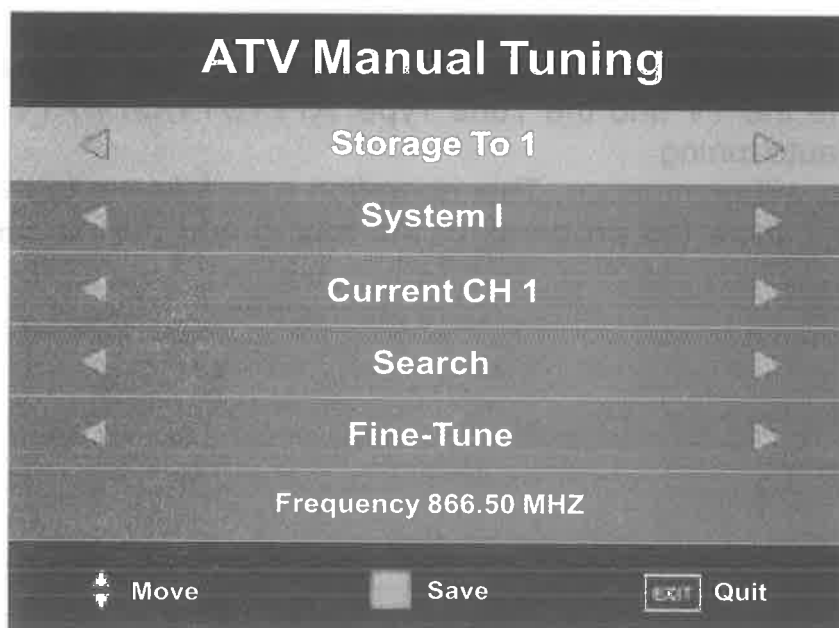 ATV Manual Tuning
Storage To 1
System I
Current CH 1
Search
Fine-Tune
Frequency 866.50 MHZ
Move Save EXIT Quit